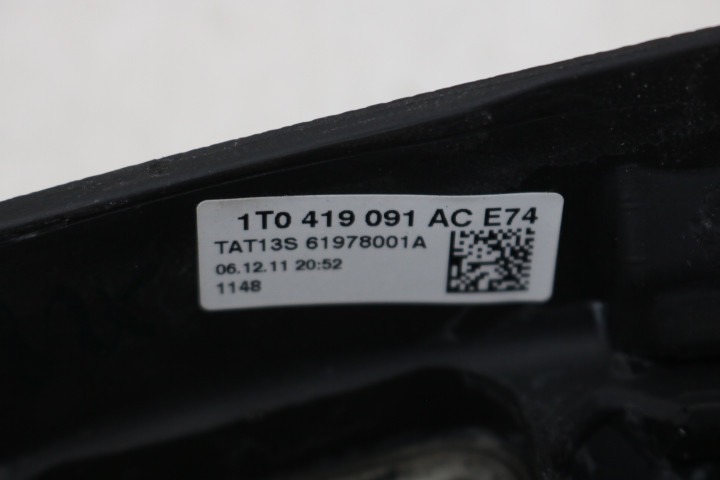 1T0 419 091 AC E74
TAT13S 61978001A
06.12.11 20:52
1148